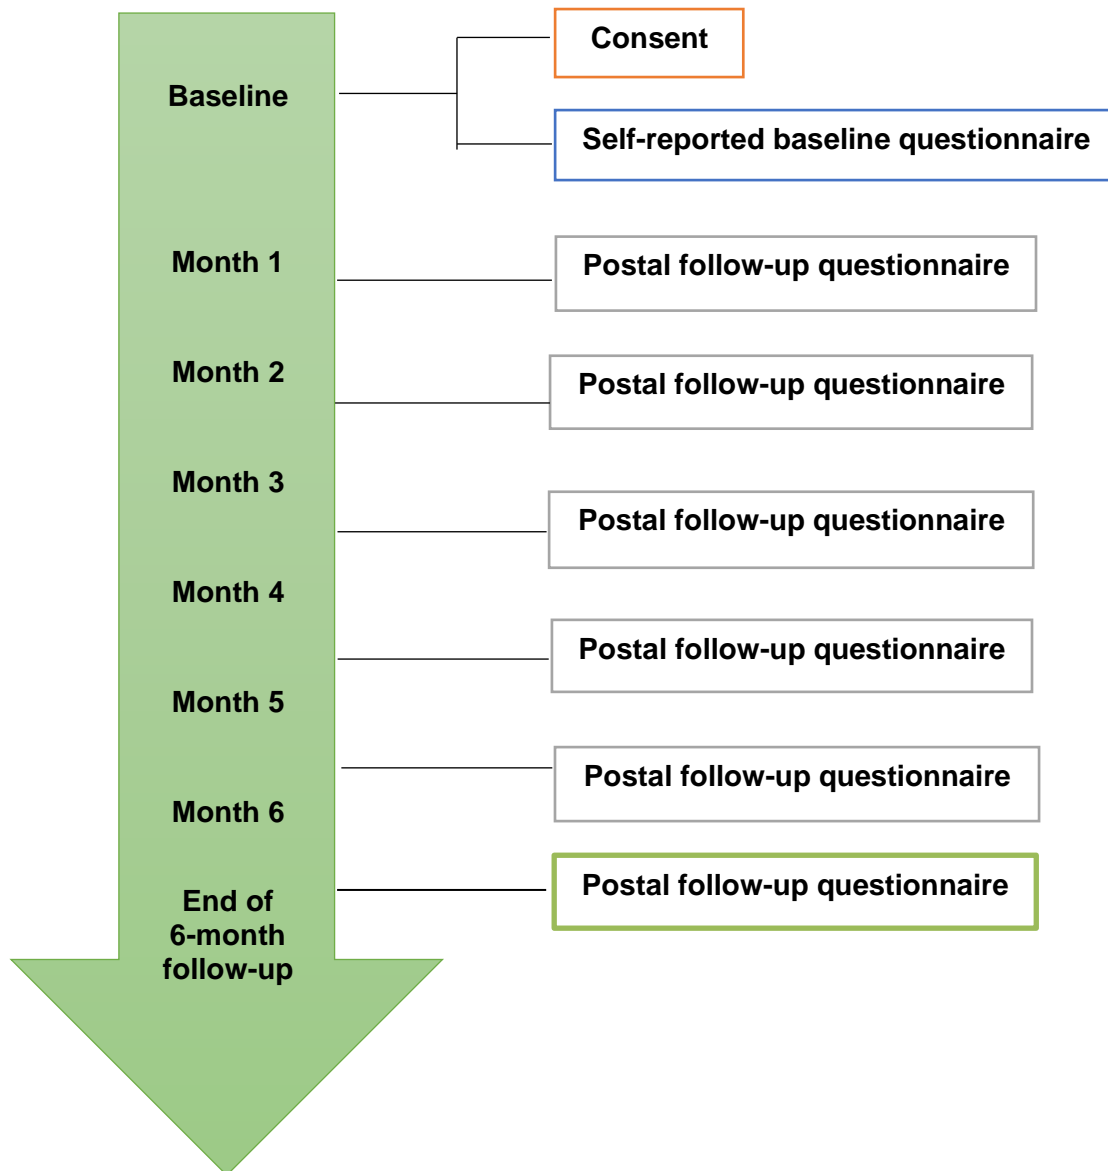 Consent
Baseline
Self-reported baseline questionnaire
Month 1
Postal follow-up questionnaire
Month 2
Postal follow-up questionnaire
Month 3
Postal follow-up questionnaire
Month 4
Postal follow-up questionnaire
Month 5
Postal follow-up questionnaire
Month 6
Postal follow-up questionnaire
End of
6-month
follow-up